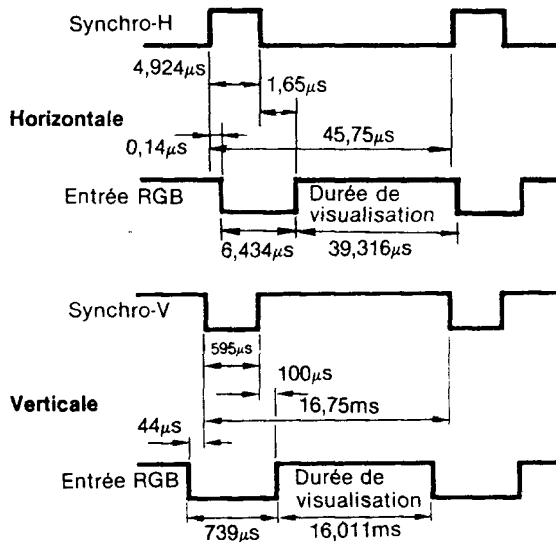 Synchro-H
4,924μs
1,65μs
Horizontale
0,14μs
45,75μs
Entrée RGB
Durée de
visualisation
6,434μs
39,316μs
Synchro-V
595μs
100μs
Verticale
16,75ms
44μs
Entrée RGB
Durée de
visualisation
739μs
16,011ms